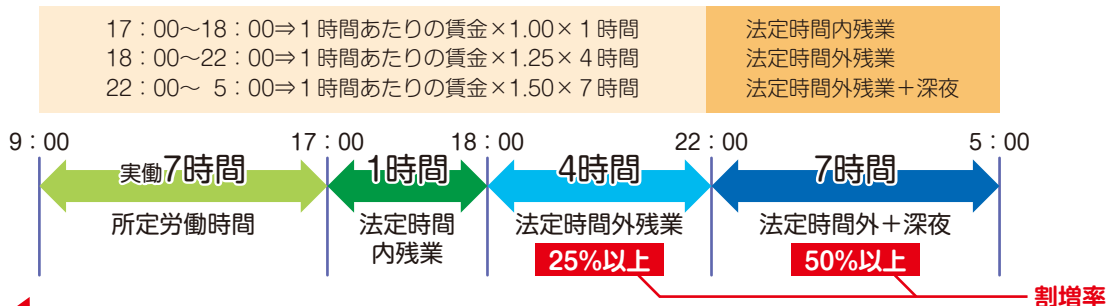 17：00〜18：00⇒1時間あたりの賃金×1.00×1時間 法定時間内残業
18：00〜22：00⇒1時間あたりの賃金×1.25×4時間 法定時間外残業
22：00〜 5：00⇒1時間あたりの賃金×1.50×7時間 法定時間外残業＋深夜
9：00 17：00 18：00 22：00 5：00
実働7時間 1時間 4時間 7時間
所定労働時間 法定時間 法定時間外残業 法定時間外＋深夜
内残業 25%以上 50%以上
割増率